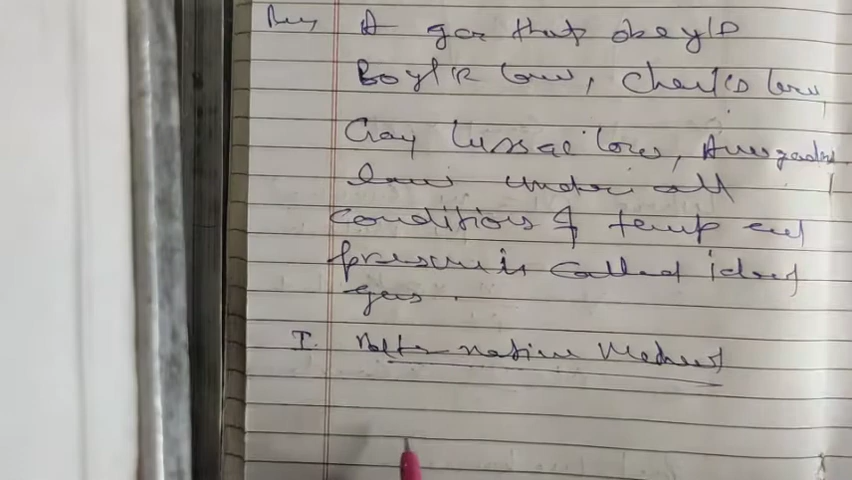 Ans A gas that obeys
Boyle's law, Charle's law,
Gay Lussac law, Avogadro
law under all
conditions of temp and
pressure is called ideal
gas.
I. Alternative Method